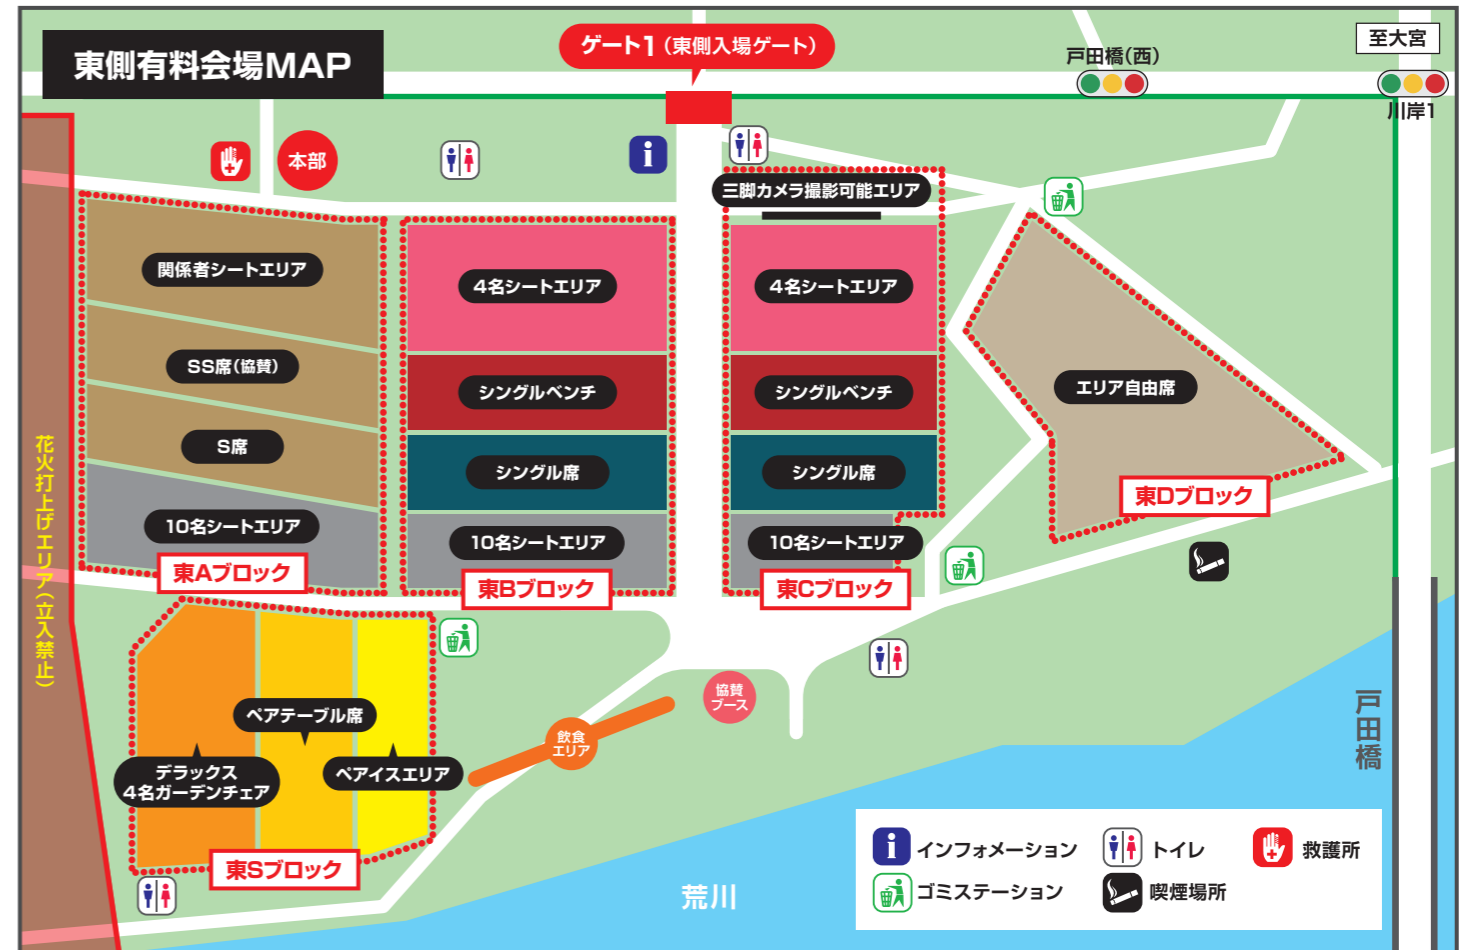 東側有料会場MAP
ゲート1（東側入場ゲート）
戸田橋(西)
至大宮
川岸1
本部
三脚カメラ撮影可能エリア
関係者シートエリア
SS席(協賛)
S席
10名シートエリア
東Aブロック
4名シートエリア
シングルベンチ
シングル席
10名シートエリア
東Bブロック
4名シートエリア
シングルベンチ
シングル席
10名シートエリア
東Cブロック
エリア自由席
東Dブロック
花火打上げエリア(立入禁止)
ペアテーブル席
デラックス
4名ガーデンチェア
ペアイスエリア
東Sブロック
飲食
エリア
協賛
ブース
戸田橋
荒川
インフォメーション
トイレ
救護所
ゴミステーション
喫煙場所